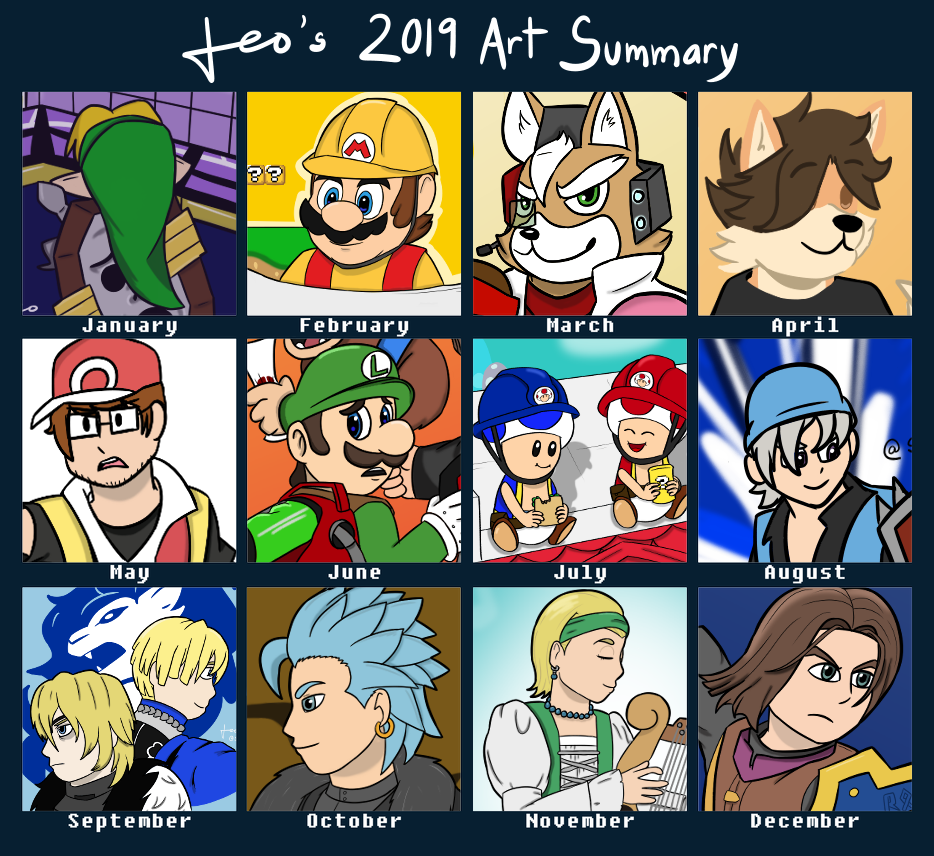 Jeo's 2019 Art Summary
M
??
January February March April
L
?
@
May June July August
September October November December